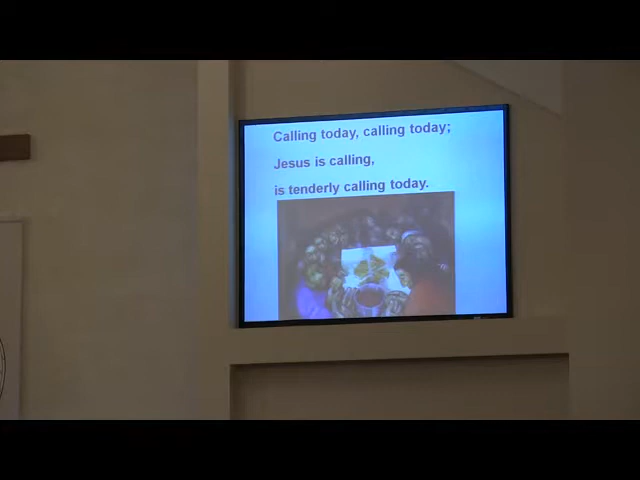 Calling today, calling today;
Jesus is calling,
is tenderly calling today.